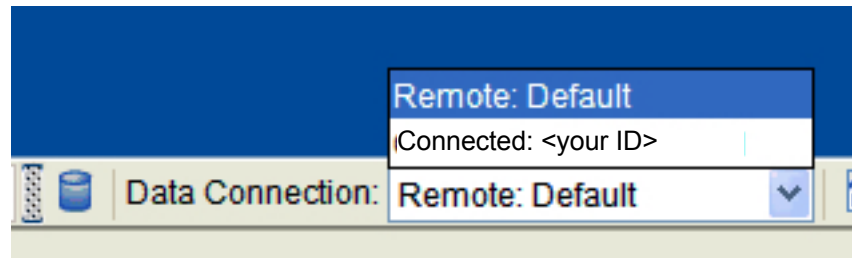 Remote: Default
Connected: <your ID>
Data Connection: Remote: Default